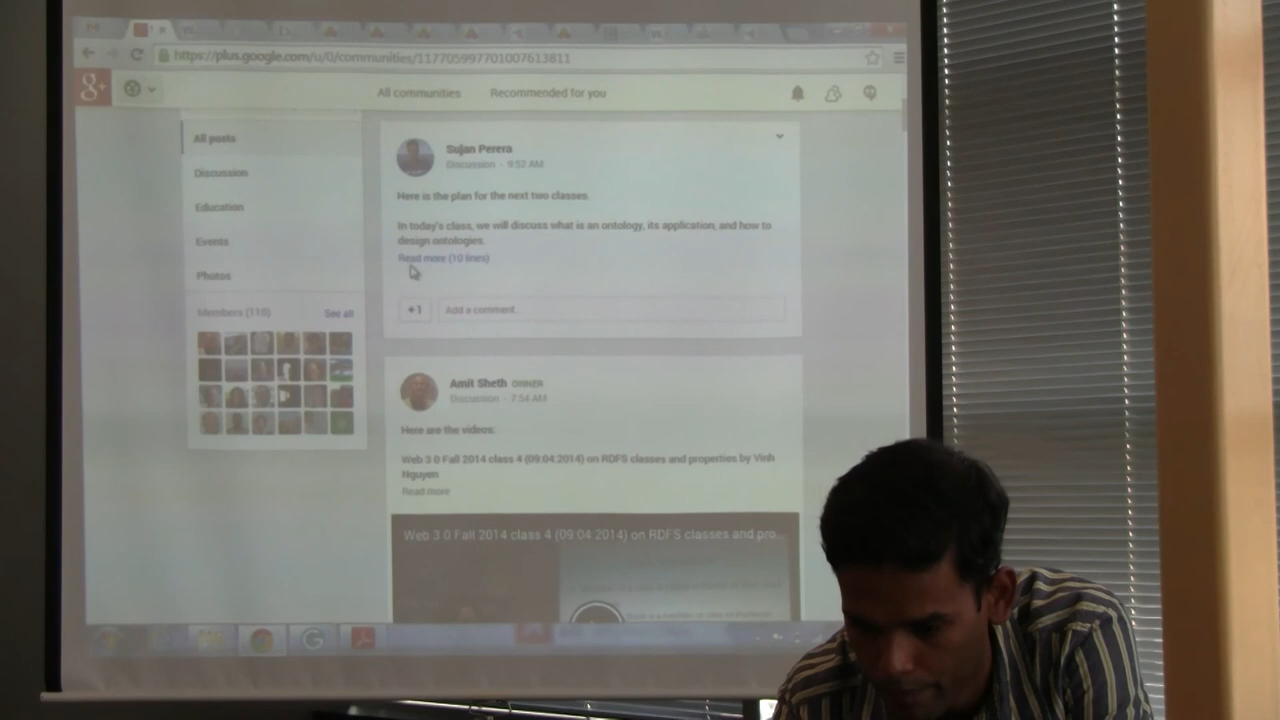 https://plus.google.com/u/0/communities/117705997701007613811
g+
All communities
Recommended for you
All posts
Discussion
Education
Events
Photos
Members (110)
See all
Sujan Perera
Discussion - 9:52 AM
Here is the plan for the next two classes.
In today's class, we will discuss what is an ontology, its application, and how to
design ontologies.
Read more (10 lines)
+1
Add a comment...
Amit Sheth OWNER
Discussion - 7:54 AM
Here are the videos:
Web 3.0 Fall 2014 class 4 (09:04:2014) on RDFS classes and properties by Vinh
Nguyen
Read more
Web 3.0 Fall 2014 class 4 (09:04:2014) on RDFS classes and pro...